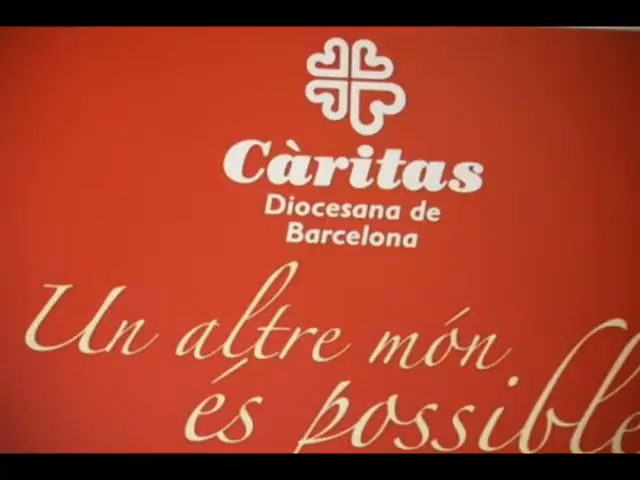 Càritas
Diocesana de
Barcelona
Un altre món
és possible